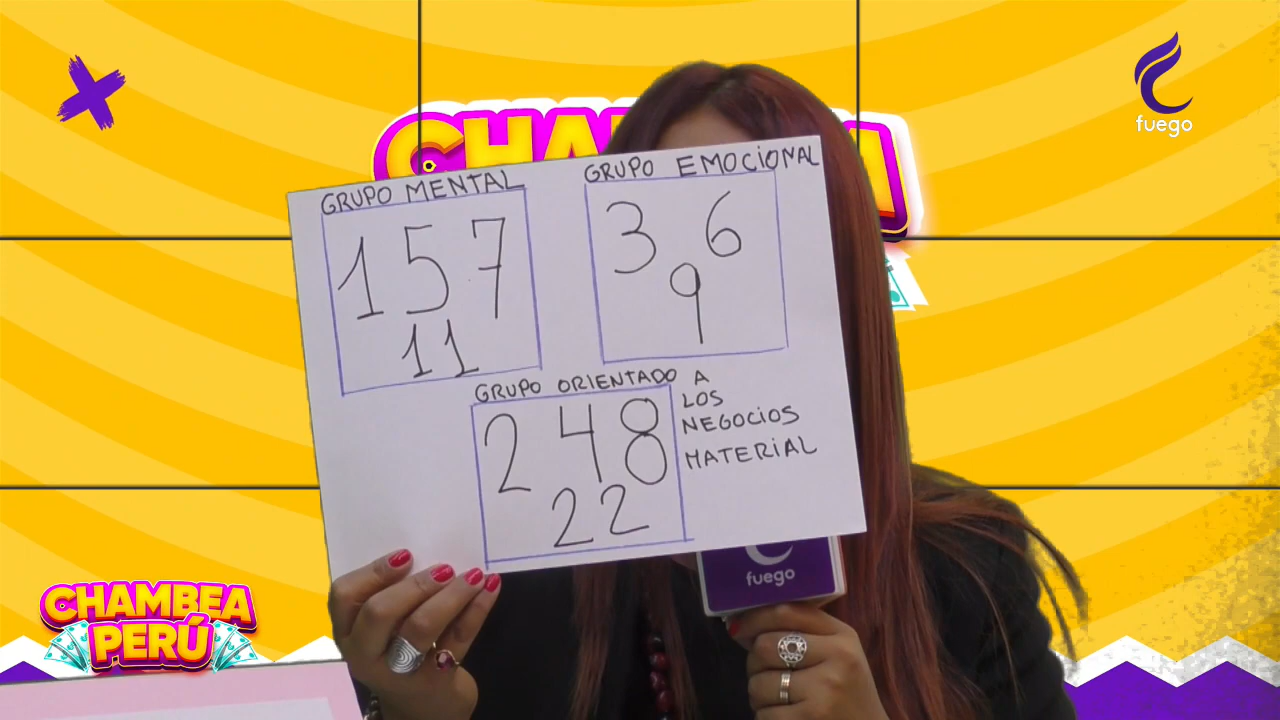 fuego
GRUPO MENTAL
1 5 7
11
GRUPO EMOCIONAL
3 6
9
GRUPO ORIENTADO A
LOS
NEGOCIOS
MATERIAL
2 4 8
22
fuego
CHAMBEA
PERÚ